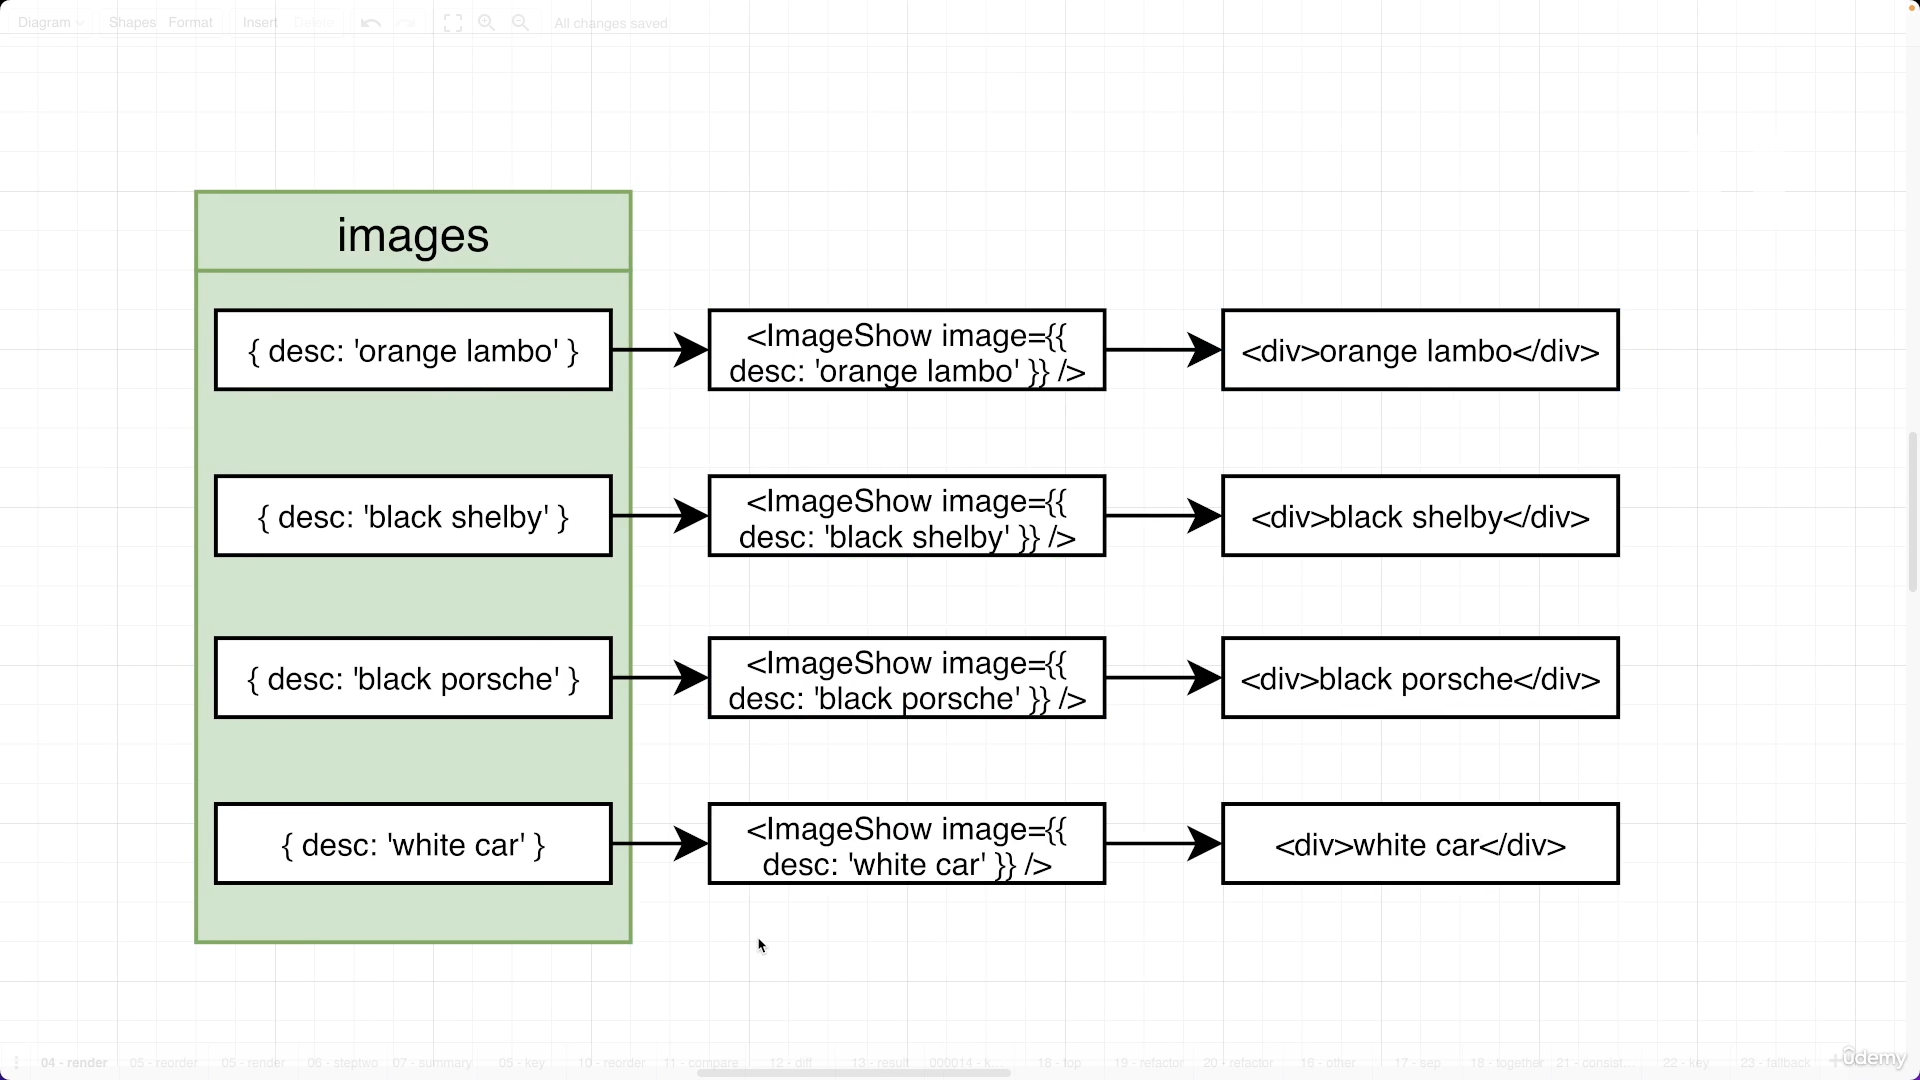 Diagram Shapes Format Insert Delete All changes saved
images
{ desc: 'orange lambo' }
<ImageShow image={{
desc: 'orange lambo' }} />
<div>orange lambo</div>
{ desc: 'black shelby' }
<ImageShow image={{
desc: 'black shelby' }} />
<div>black shelby</div>
{ desc: 'black porsche' }
<ImageShow image={{
desc: 'black porsche' }} />
<div>black porsche</div>
{ desc: 'white car' }
<ImageShow image={{
desc: 'white car' }} />
<div>white car</div>
04 - render 05 - reorder 05 - render 06 - steptwo 07 - summary 05 - key 10 - reorder 11 - compare 12 - diff 13 - result 000014 - k... 18 - top 19 - refactor 20 - refactor 16 - other 17 - sep 18 - together 21 - consist... 22 - key 23 - fallback
ûdemy